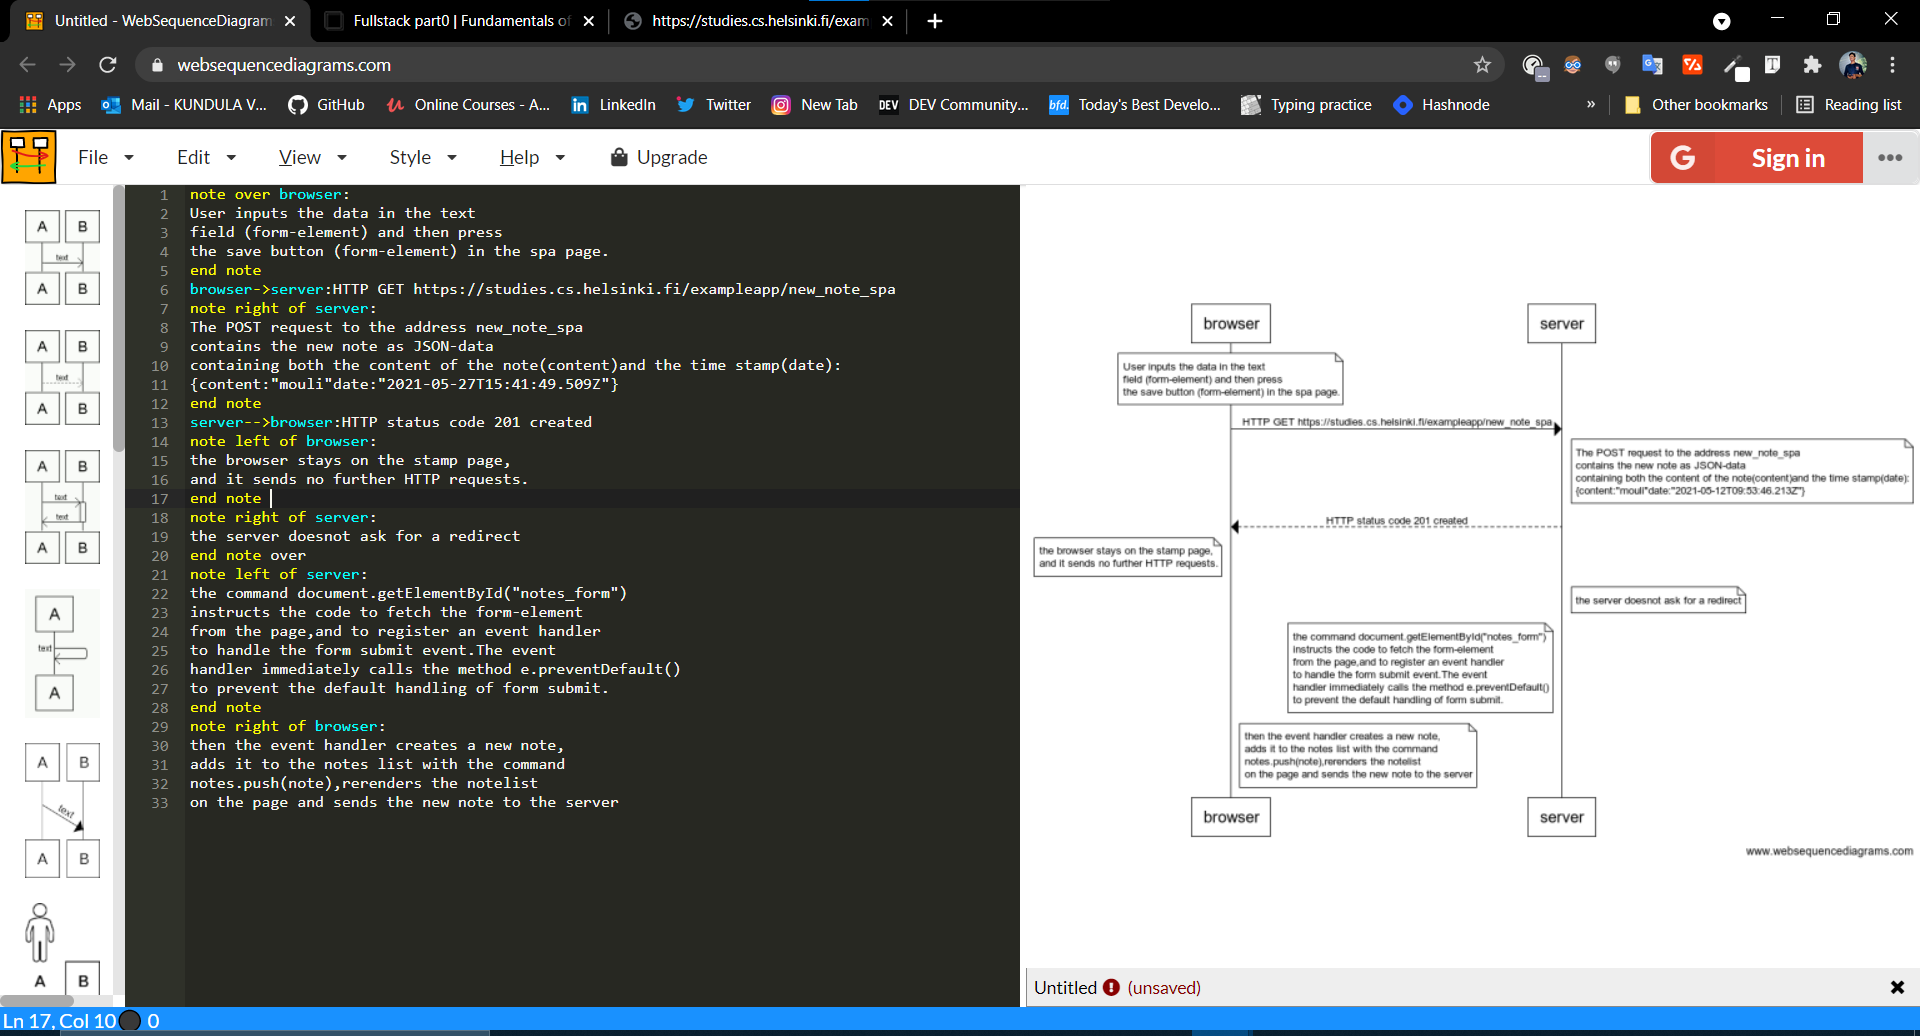 Untitled - WebSequenceDiagram
Fullstack part0 | Fundamentals of
https://studies.cs.helsinki.fi/exam
websequencediagrams.com
Apps
Mail - KUNDULA V...
GitHub
Online Courses - A...
LinkedIn
Twitter
New Tab
DEV Community...
Today's Best Develo...
Typing practice
Hashnode
»
Other bookmarks
Reading list
File
Edit
View
Style
Help
Upgrade
G Sign in
A B
text
A B
A B
text
A B
A B
text
text
A B
A
text
A
A B
text
A B
A B
1 note over browser:
2 User inputs the data in the text
3 field (form-element) and then press
4 the save button (form-element) in the spa page.
5 end note
6 browser->server:HTTP GET https://studies.cs.helsinki.fi/exampleapp/new_note_spa
7 note right of server:
8 The POST request to the address new_note_spa
9 contains the new note as JSON-data
10 containing both the content of the note(content)and the time stamp(date):
11 {content:"mouli"date:"2021-05-27T15:41:49.509Z"}
12 end note
13 server-->browser:HTTP status code 201 created
14 note left of browser:
15 the browser stays on the stamp page,
16 and it sends no further HTTP requests.
17 end note
18 note right of server:
19 the server doesnot ask for a redirect
20 end note over
21 note left of server:
22 the command document.getElementById("notes_form")
23 instructs the code to fetch the form-element
24 from the page,and to register an event handler
25 to handle the form submit event.The event
26 handler immediately calls the method e.preventDefault()
27 to prevent the default handling of form submit.
28 end note
29 note right of browser:
30 then the event handler creates a new note,
31 adds it to the notes list with the command
32 notes.push(note),rerenders the notelist
33 on the page and sends the new note to the server
browser
server
User inputs the data in the text
field (form-element) and then press
the save button (form-element) in the spa page.
HTTP GET https://studies.cs.helsinki.fi/exampleapp/new_note_spa
The POST request to the address new_note_spa
contains the new note as JSON-data
containing both the content of the note(content)and the time stamp(date):
{content:"mouli"date:"2021-05-12T09:53:46.213Z"}
HTTP status code 201 created
the browser stays on the stamp page,
and it sends no further HTTP requests.
the server doesnot ask for a redirect
the command document.getElementById("notes_form")
instructs the code to fetch the form-element
from the page,and to register an event handler
to handle the form submit event.The event
handler immediately calls the method e.preventDefault()
to prevent the default handling of form submit.
then the event handler creates a new note,
adds it to the notes list with the command
notes.push(note),rerenders the notelist
on the page and sends the new note to the server
browser
server
www.websequencediagrams.com
Untitled ! (unsaved)
Ln 17, Col 10 0